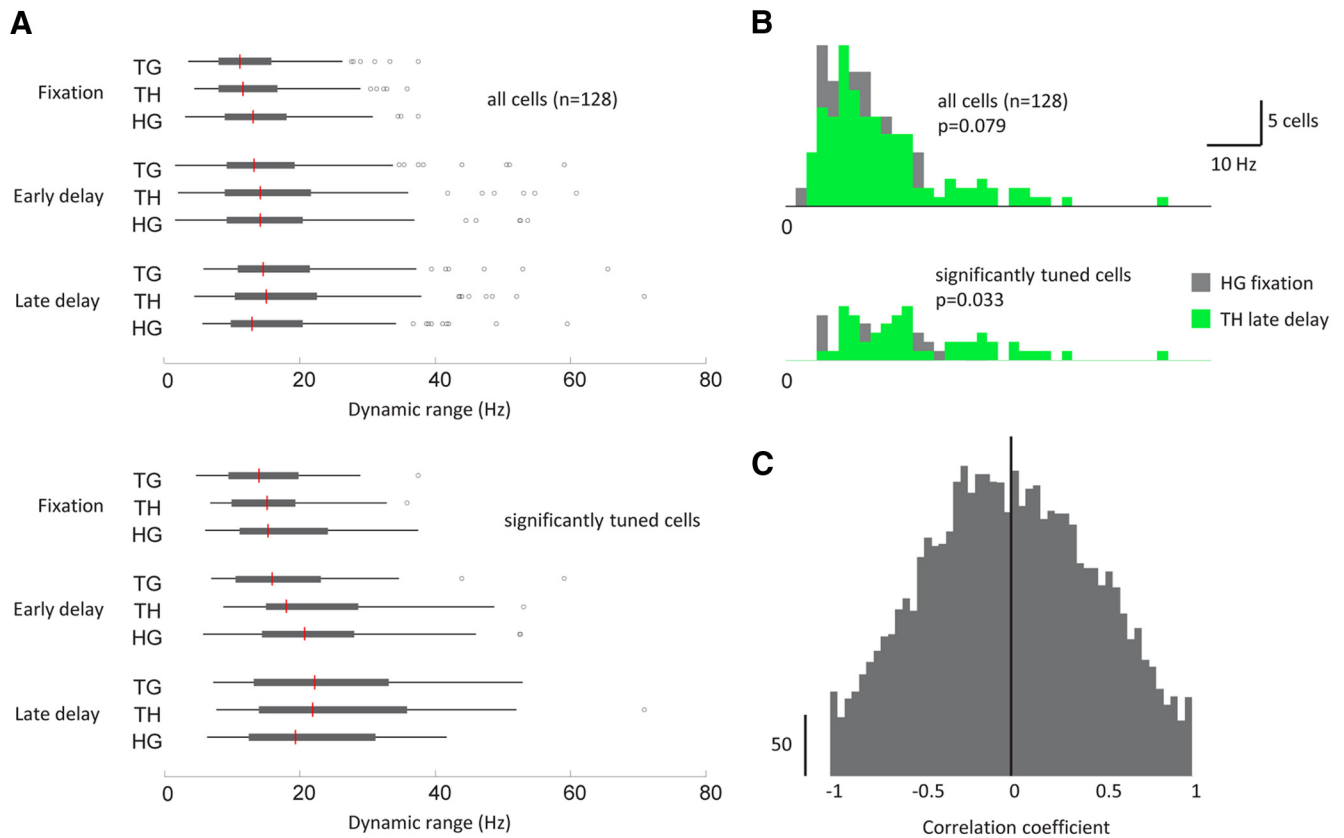 A
Fixation
TG
TH
HG
all cells (n=128)
Early delay
TG
TH
HG
Late delay
TG
TH
HG
0 20 40 60 80
Dynamic range (Hz)
Fixation
TG
TH
HG
significantly tuned cells
Early delay
TG
TH
HG
Late delay
TG
TH
HG
0 20 40 60 80
Dynamic range (Hz)
B
all cells (n=128)
p=0.079
5 cells
10 Hz
0
significantly tuned cells
p=0.033
HG fixation
TH late delay
0
C
50
-1 -0.5 0 0.5 1
Correlation coefficient